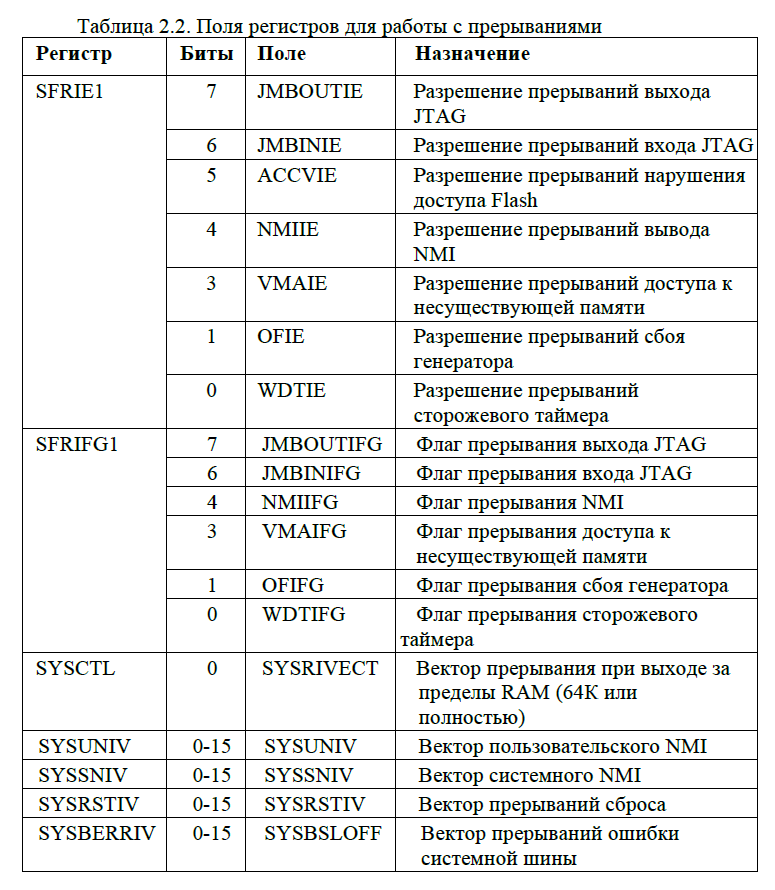 Таблица 2.2. Поля регистров для работы с прерываниями
Регистр Биты Поле Назначение
SFRIE1 7 JMBOUTIE Разрешение прерываний выхода
JTAG
6 JMBINIE Разрешение прерываний входа JTAG
5 ACCVIE Разрешение прерываний нарушения
доступа Flash
4 NMIIE Разрешение прерываний вывода
NMI
3 VMAIE Разрешение прерываний доступа к
несуществующей памяти
1 OFIE Разрешение прерываний сбоя
генератора
0 WDTIE Разрешение прерываний
сторожевого таймера
SFRIFG1 7 JMBOUTIFG Флаг прерывания выхода JTAG
6 JMBINIFG Флаг прерывания входа JTAG
4 NMIIFG Флаг прерывания NMI
3 VMAIFG Флаг прерывания доступа к
несуществующей памяти
1 OFIFG Флаг прерывания сбоя генератора
0 WDTIFG Флаг прерывания сторожевого
таймера
SYSCTL 0 SYSRIVECT Вектор прерывания при выходе за
пределы RAM (64К или
полностью)
SYSUNIV 0-15 SYSUNIV Вектор пользовательского NMI
SYSSNIV 0-15 SYSSNIV Вектор системного NMI
SYSRSTIV 0-15 SYSRSTIV Вектор прерываний сброса
SYSBERRIV 0-15 SYSBSLOFF Вектор прерываний ошибки
системной шины